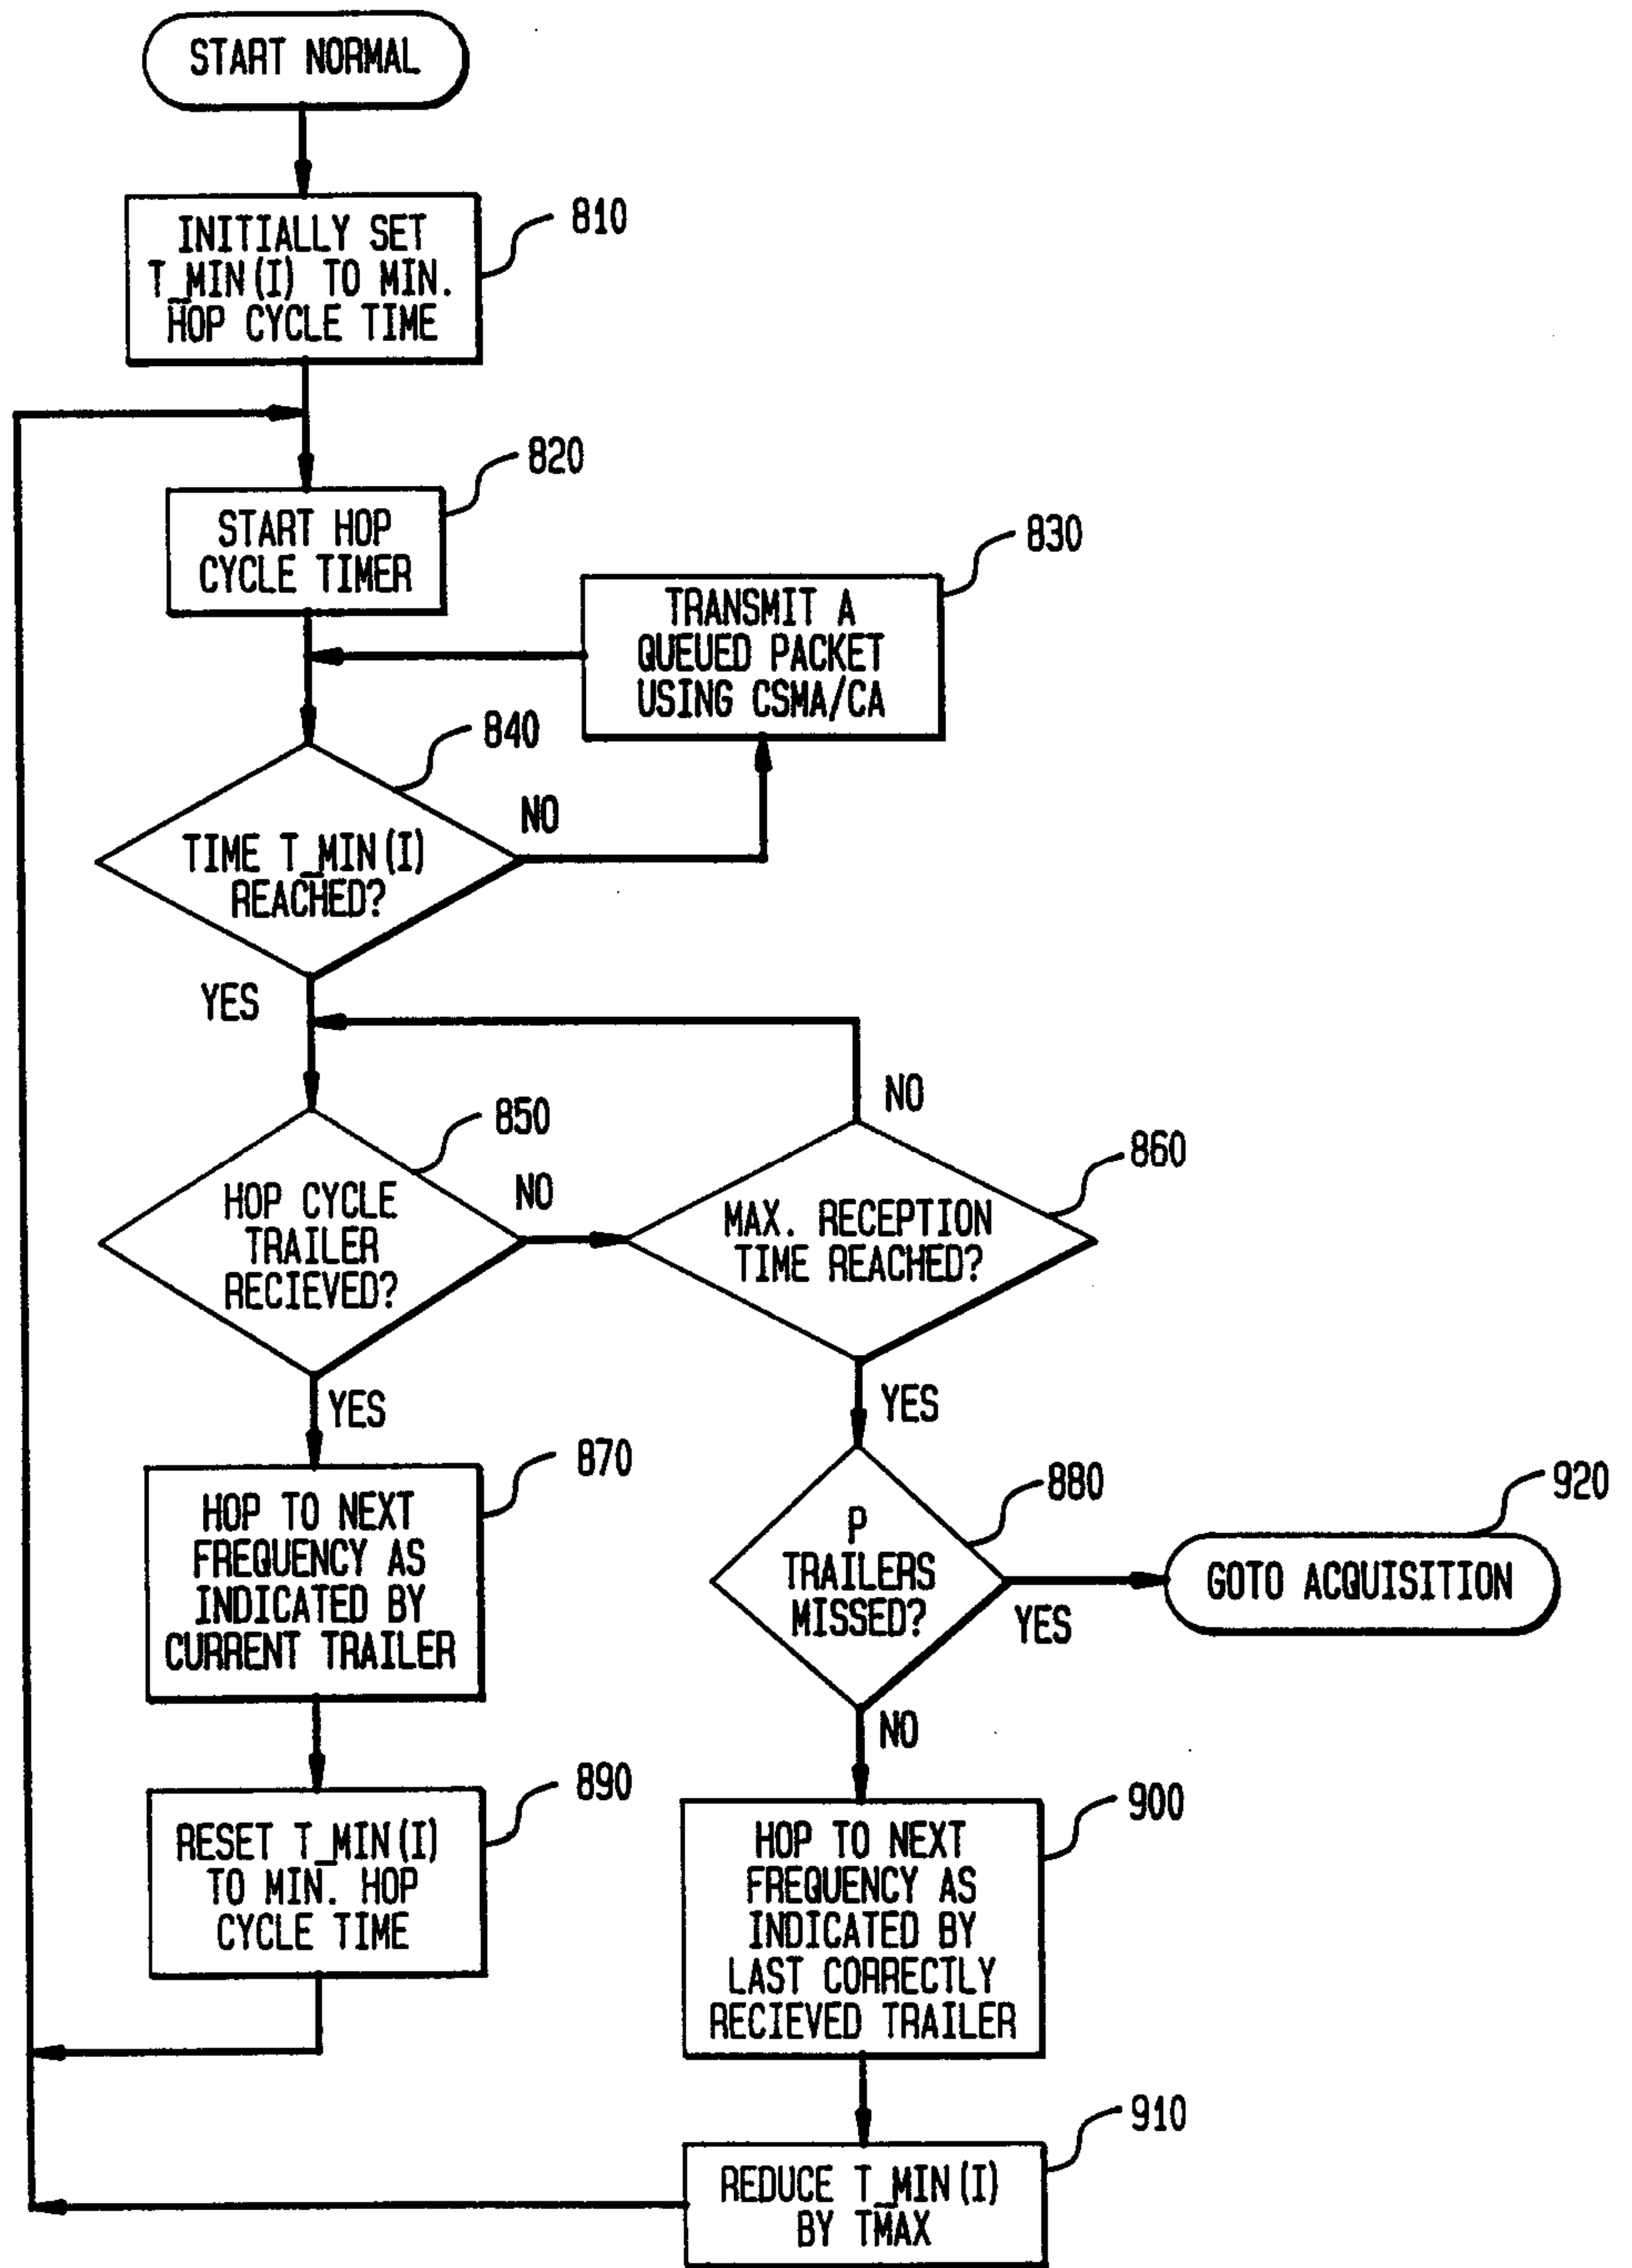 START NORMAL
810
INITIALLY SET
T_MIN(I) TO MIN.
HOP CYCLE TIME
820
START HOP
CYCLE TIMER
830
TRANSMIT A
QUEUED PACKET
USING CSMA/CA
840
TIME T_MIN(I)
REACHED?
NO
YES
850
HOP CYCLE
TRAILER
RECIEVED?
NO
YES
860
MAX. RECEPTION
TIME REACHED?
NO
YES
870
HOP TO NEXT
FREQUENCY AS
INDICATED BY
CURRENT TRAILER
880
P
TRAILERS
MISSED?
YES
NO
920
GOTO ACQUISITION
890
RESET T_MIN(I)
TO MIN. HOP
CYCLE TIME
900
HOP TO NEXT
FREQUENCY AS
INDICATED BY
LAST CORRECTLY
RECIEVED TRAILER
910
REDUCE T_MIN(I)
BY TMAX